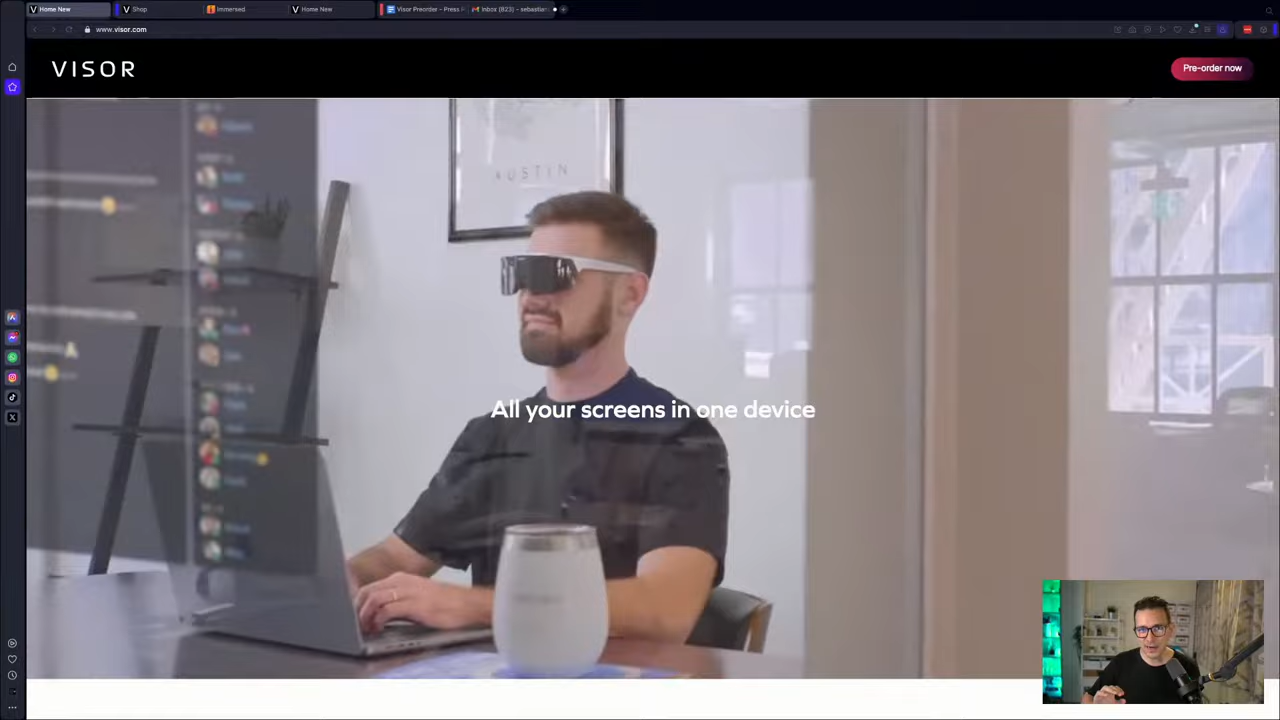 Home New
Shop
Immersed
Home New
Visor Preorder - Press
Inbox (823) - sebastian
www.visor.com
VISOR
Pre-order now
AUSTIN
All your screens in one device